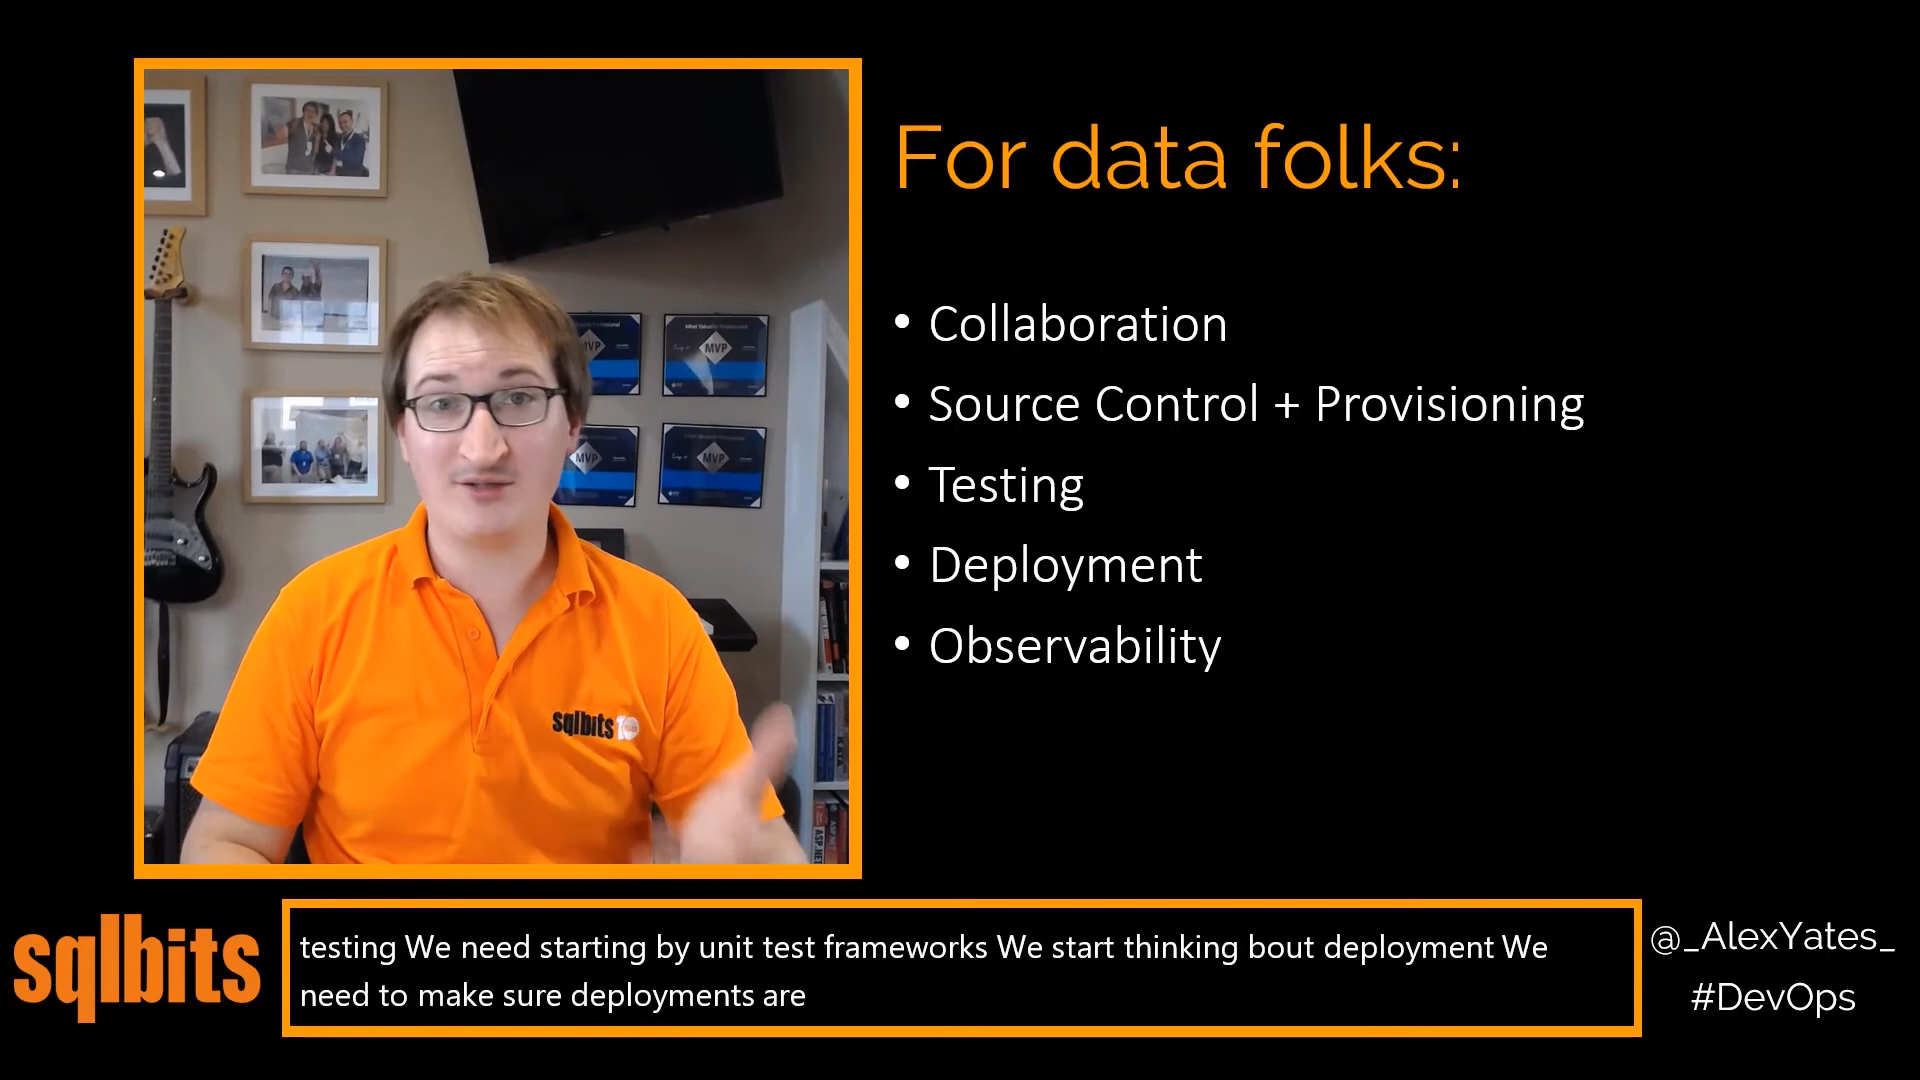 For data folks:
• Collaboration
• Source Control + Provisioning
• Testing
• Deployment
• Observability
MVP
MVP
MVP
MVP
sqlbits
sqlbits
testing We need starting by unit test frameworks We start thinking bout deployment We
need to make sure deployments are
@_AlexYates_
#DevOps